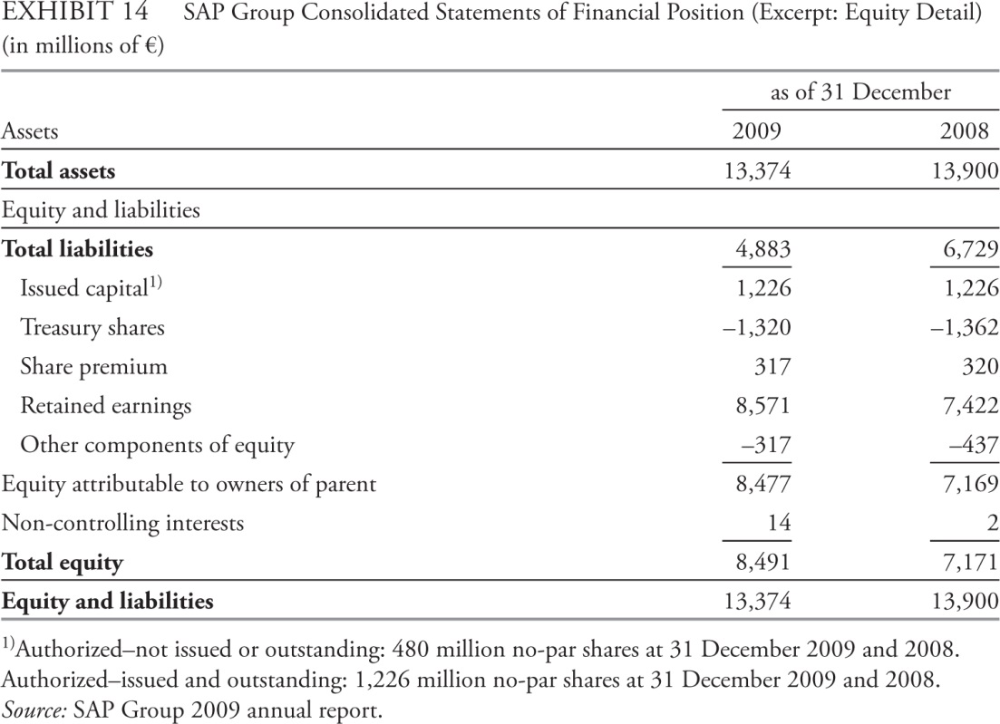 EXHIBIT 14 SAP Group Consolidated Statements of Financial Position (Excerpt: Equity Detail)
(in millions of €)
as of 31 December
Assets 2009 2008
Total assets 13,374 13,900
Equity and liabilities
Total liabilities 4,883 6,729
Issued capital1) 1,226 1,226
Treasury shares –1,320 –1,362
Share premium 317 320
Retained earnings 8,571 7,422
Other components of equity –317 –437
Equity attributable to owners of parent 8,477 7,169
Non-controlling interests 14 2
Total equity 8,491 7,171
Equity and liabilities 13,374 13,900
1)Authorized–not issued or outstanding: 480 million no-par shares at 31 December 2009 and 2008.
Authorized–issued and outstanding: 1,226 million no-par shares at 31 December 2009 and 2008.
Source: SAP Group 2009 annual report.